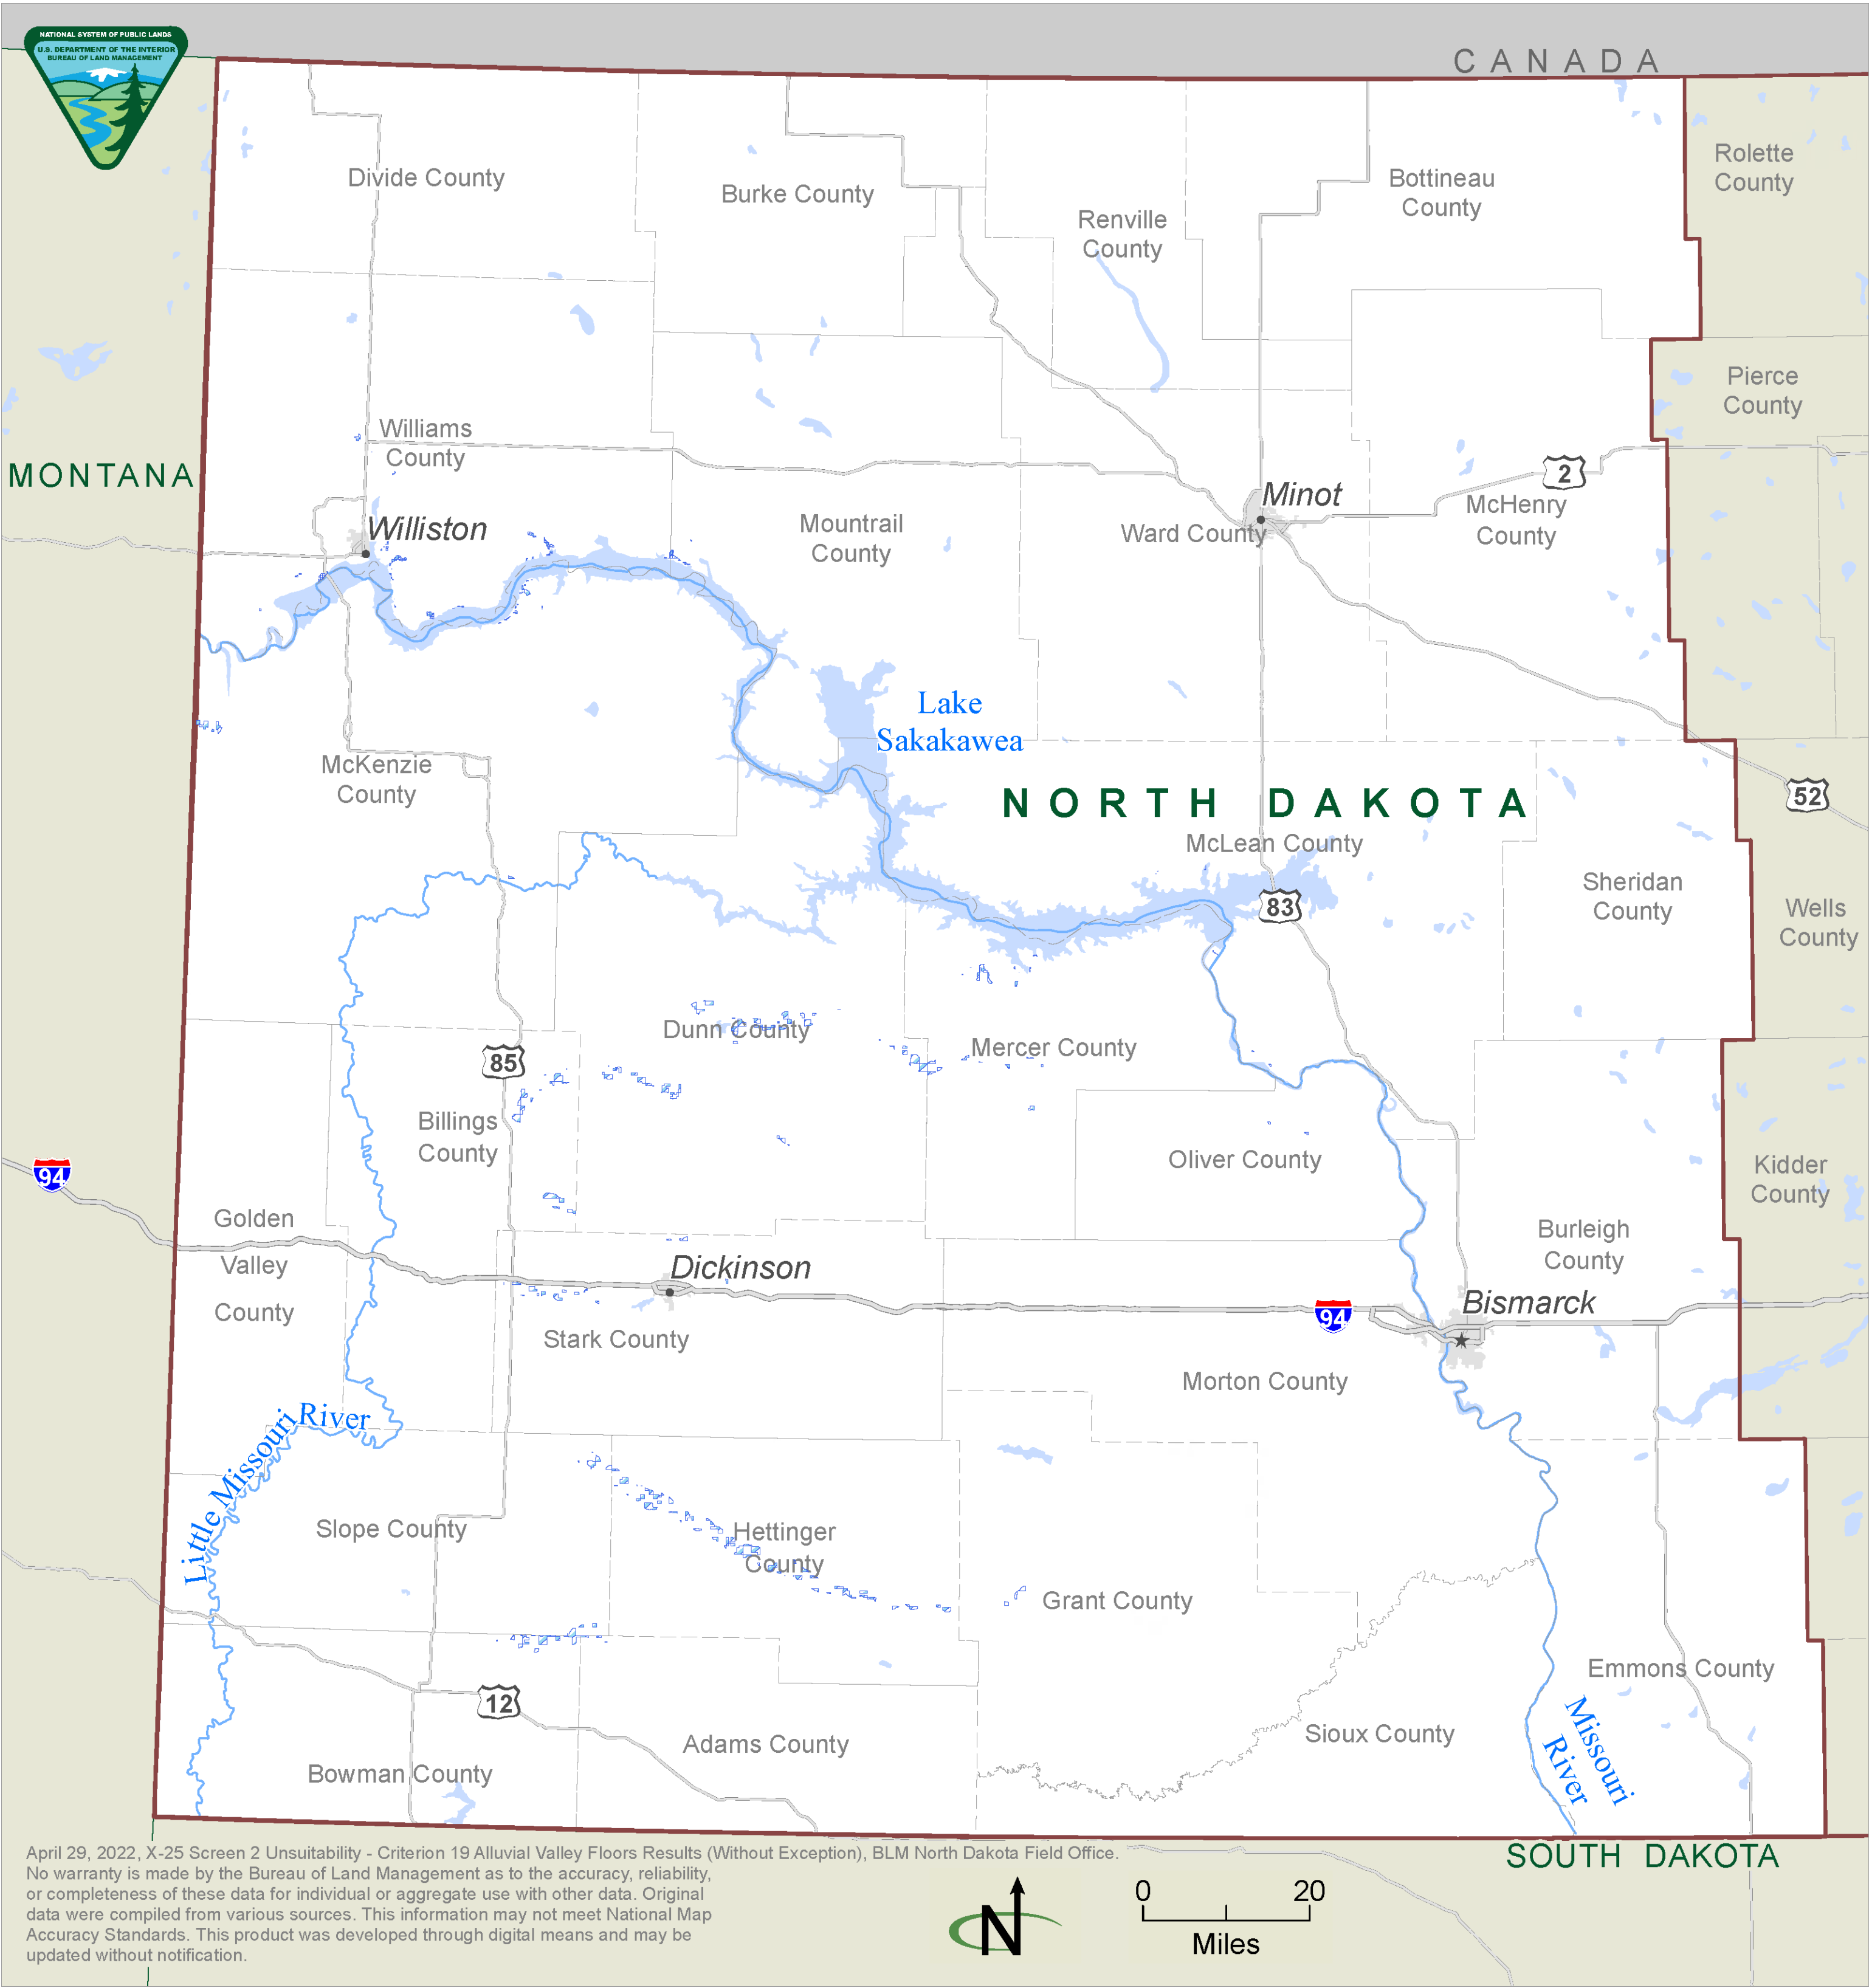 NATIONAL SYSTEM OF PUBLIC LANDS
U.S. DEPARTMENT OF THE INTERIOR
BUREAU OF LAND MANAGEMENT
CANADA
Rolette
County
Divide County
Burke County
Bottineau
County
Renville
County
Pierce
County
Williams
County
MONTANA
2
Minot
McHenry
County
Williston
Mountrail
County
Ward County
Lake
Sakakawea
McKenzie
County
NORTH DAKOTA
52
McLean County
83
Sheridan
County
Wells
County
Dunn County
Mercer County
85
Billings
County
94
Oliver County
Kidder
County
Golden
Valley
County
Burleigh
County
Dickinson
94
Bismarck
Stark County
Morton County
Little Missouri River
Slope County
Hettinger
County
Grant County
Emmons County
12
Sioux County
Missouri
River
Adams County
Bowman County
April 29, 2022, X-25 Screen 2 Unsuitability - Criterion 19 Alluvial Valley Floors Results (Without Exception), BLM North Dakota Field Office.
No warranty is made by the Bureau of Land Management as to the accuracy, reliability,
or completeness of these data for individual or aggregate use with other data. Original
data were compiled from various sources. This information may not meet National Map
Accuracy Standards. This product was developed through digital means and may be
updated without notification.
SOUTH DAKOTA
N
0 20
Miles